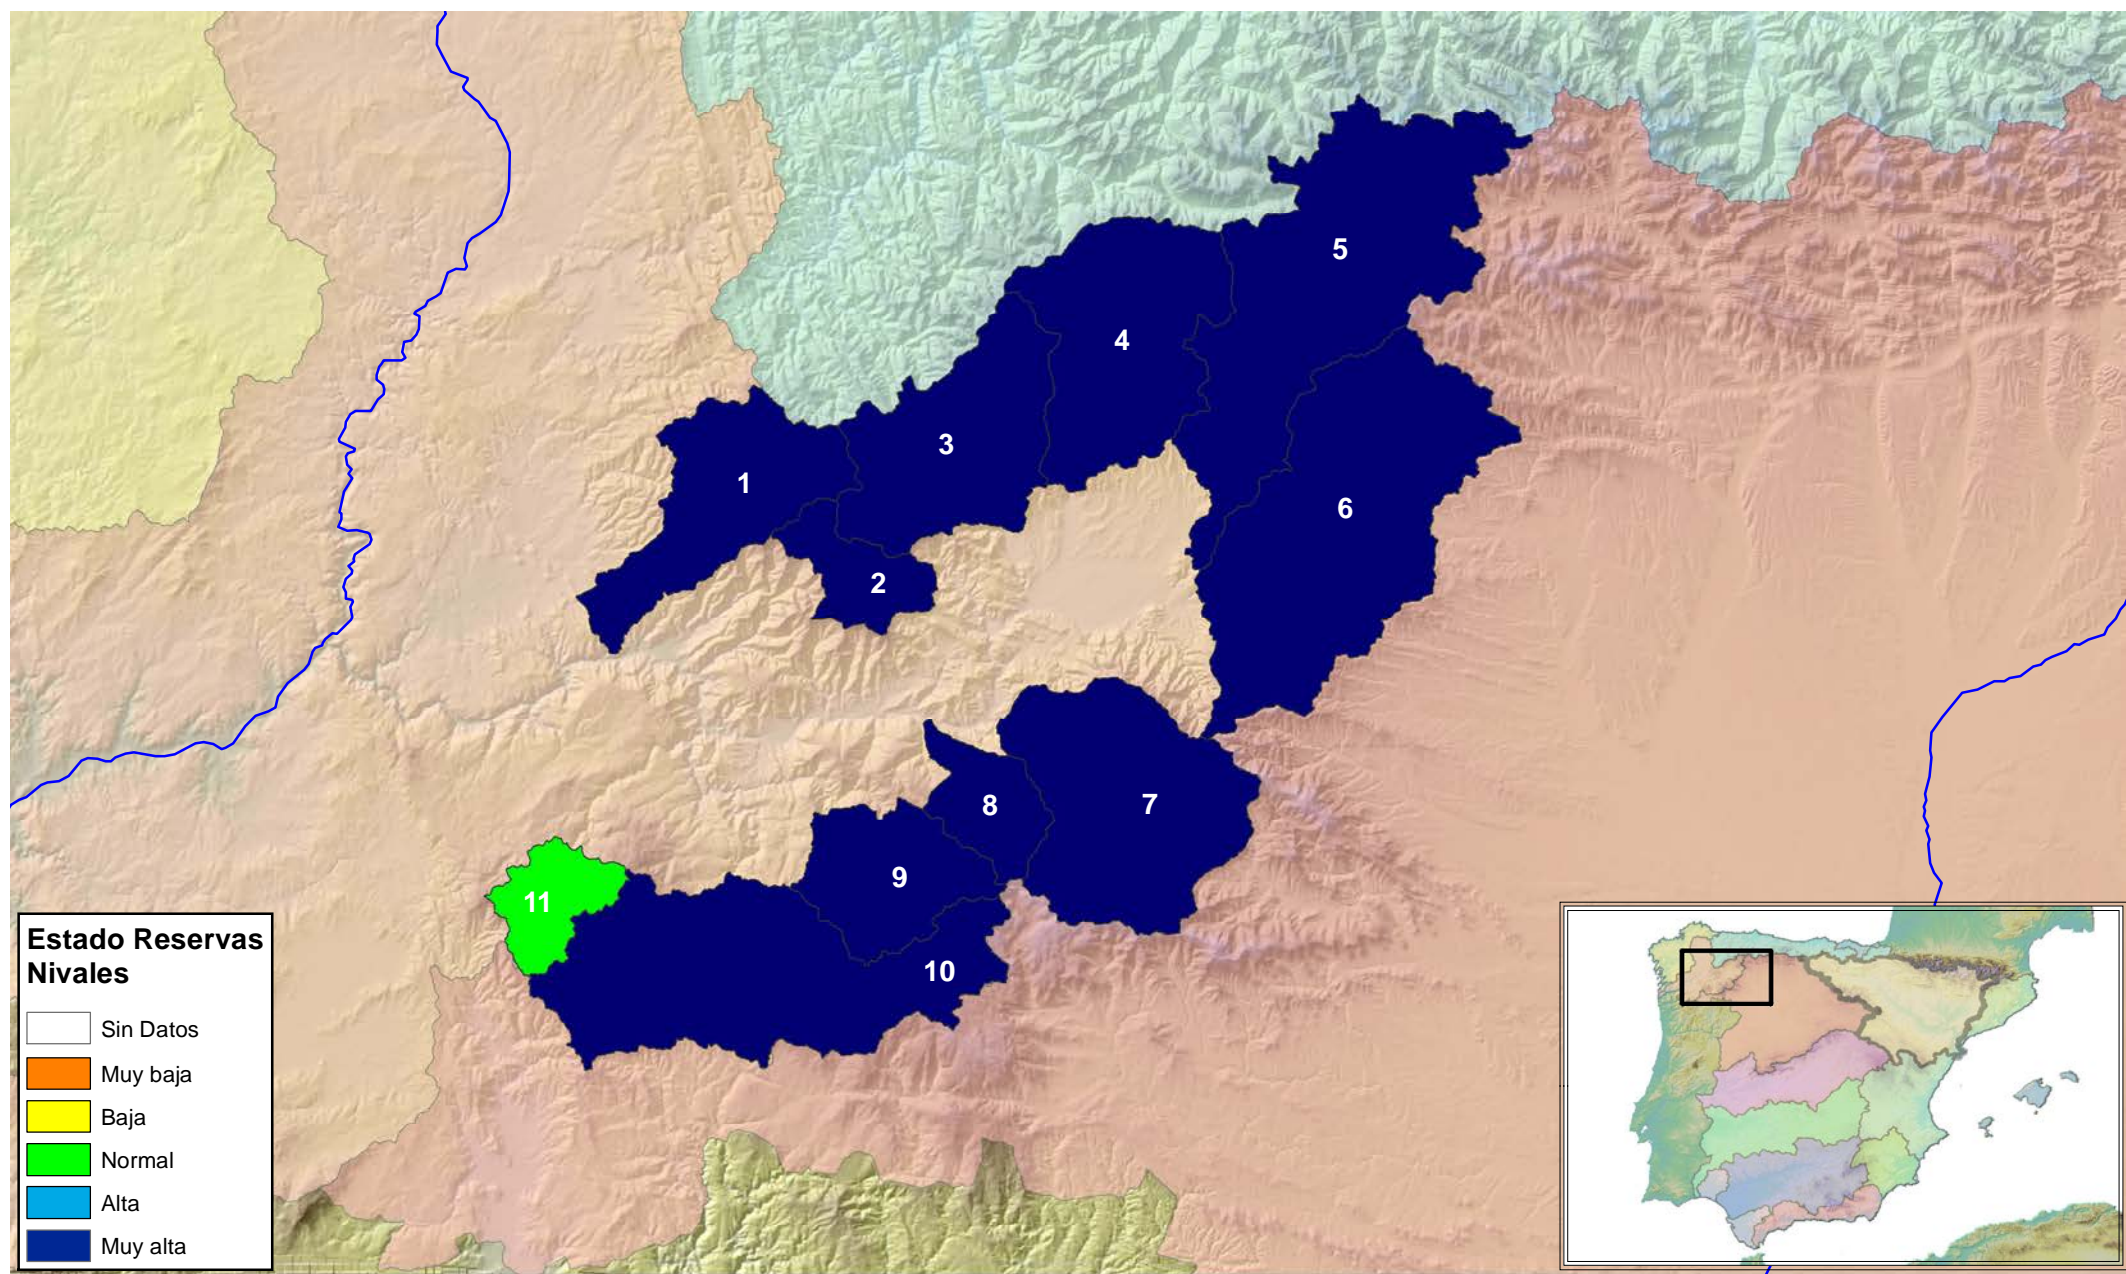 5
4
3
1
6
2
8
7
9
11
10
Estado Reservas
Nivales
Sin Datos
Muy baja
Baja
Normal
Alta
Muy alta